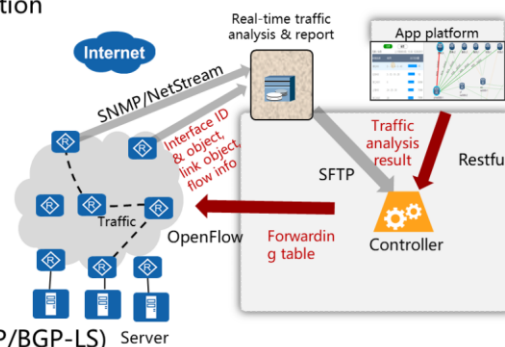 tion
Real-time traffic
analysis & report
App platform
Internet
SNMP/NetStream
Interface ID
& object,
link object,
flow info
Traffic
analysis
result
Restfu
SFTP
Traffic
OpenFlow
Forwardin
g table
Controller
R
R
R
R
R
R
R
R
P/BGP-LS)
Server